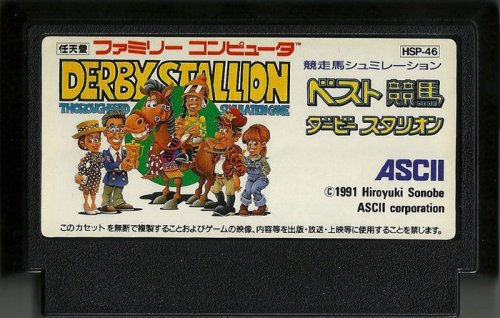 任天堂 ファミリー コンピュータ™
HSP-46
DERBY STALLION
THOROUGHBRED SIMULATION GAME
競走馬シュミレーション
ベスト 競馬
ダービー スタリオン
ASCII
©1991 Hiroyuki Sonobe
ASCII corporation
このカセットを無断で複製することおよびゲームの映像、内容等を出版・放送・上映等に使用することを禁じます。